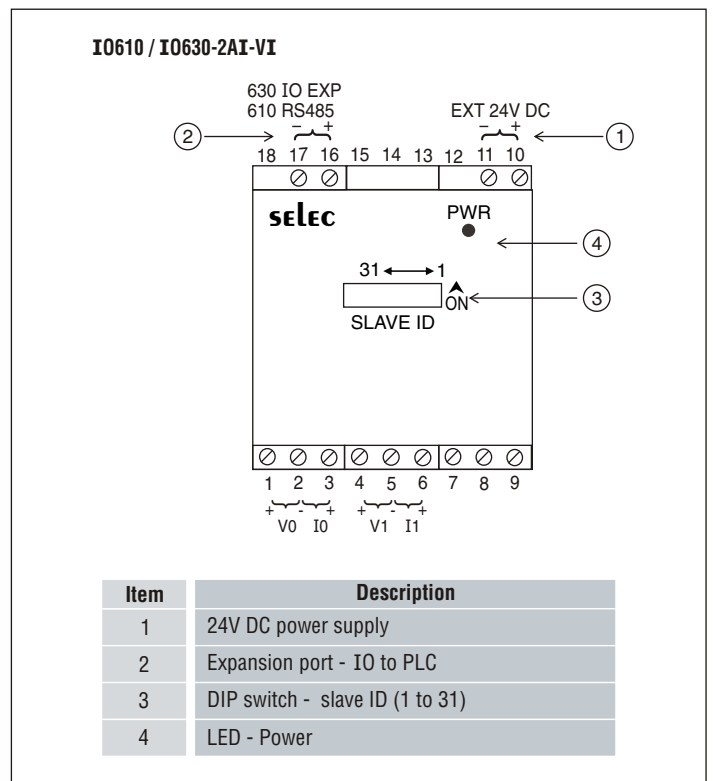 IO610 / IO630-2AI-VI
630 IO EXP
610 RS485
EXT 24V DC
− +
− +
2
1
18 17 16 15 14 13 12 11 10
selec
PWR
4
31 1
ON
3
SLAVE ID
1 2 3 4 5 6 7 8 9
+ - + + - +
V0 I0 V1 I1
Item Description
1 24V DC power supply
2 Expansion port - IO to PLC
3 DIP switch - slave ID (1 to 31)
4 LED - Power